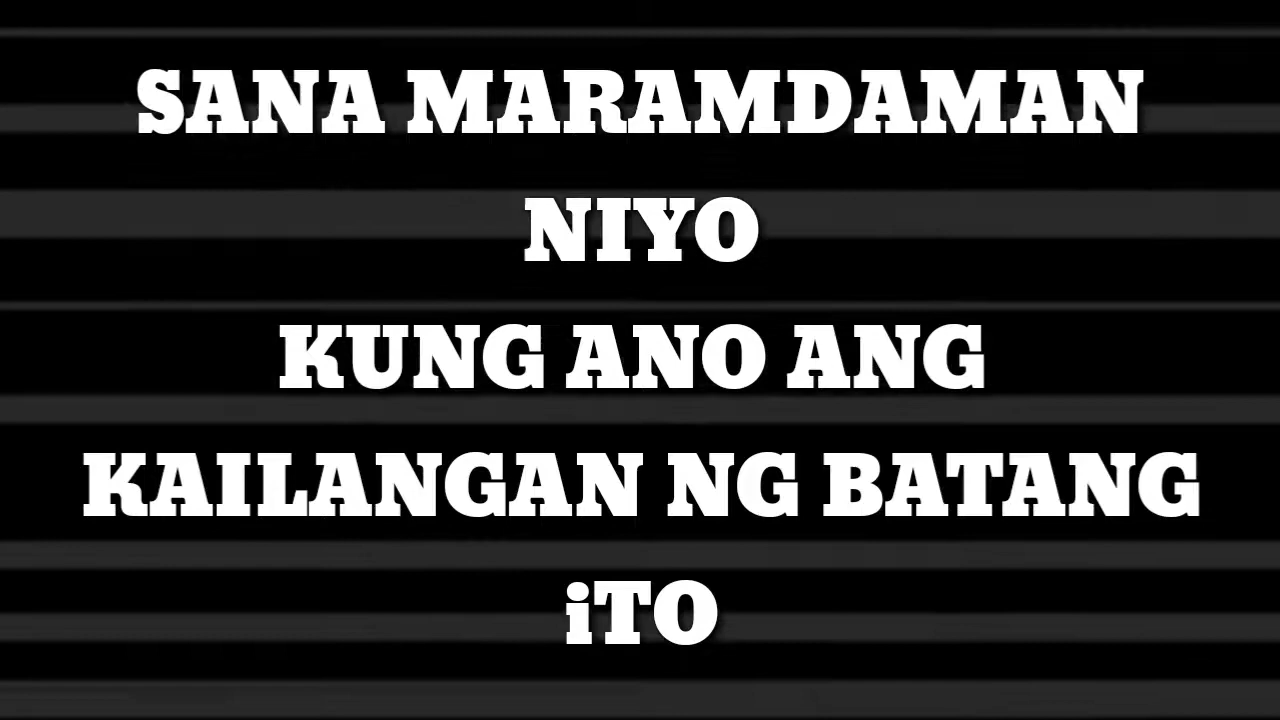 SANA MARAMDAMAN
NIYO
KUNG ANO ANG
KAILANGAN NG BATANG
iTO